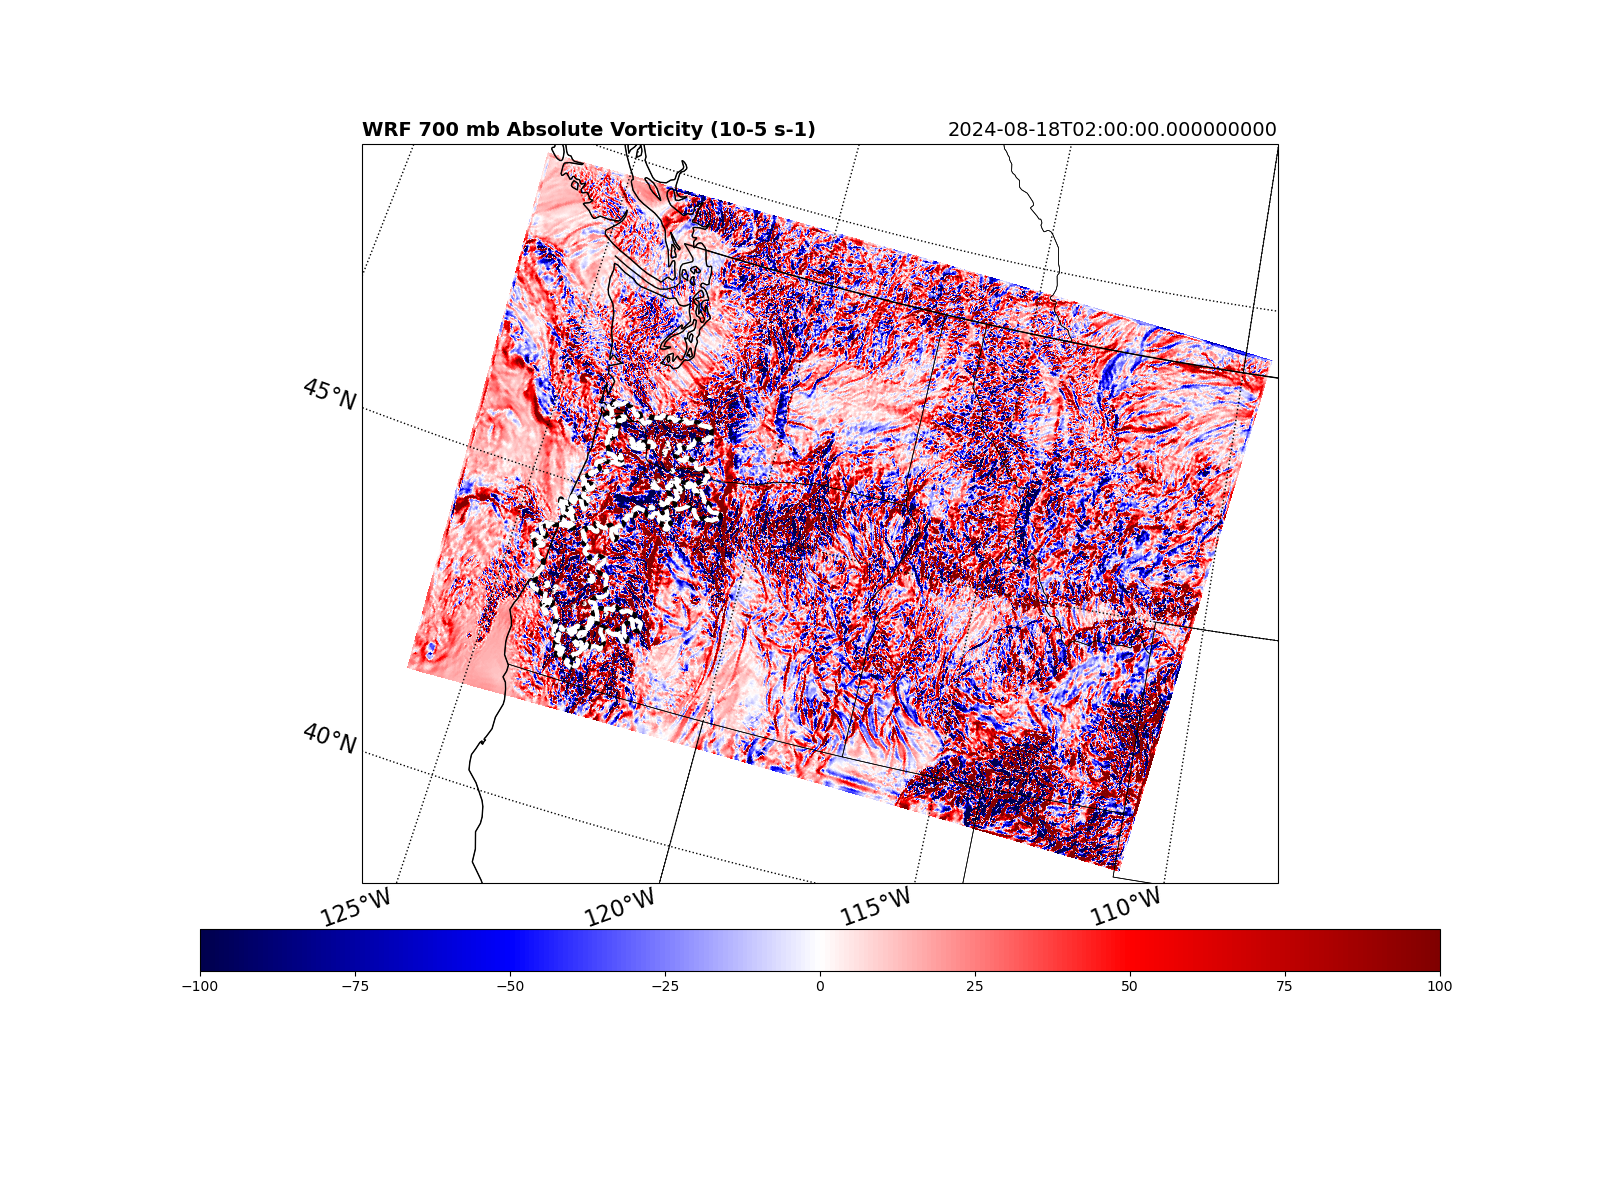 WRF 700 mb Absolute Vorticity (10-5 s-1) 2024-08-18T02:00:00.000000000
45°N
40°N
125°W 120°W 115°W 110°W
−100 −75 −50 −25 0 25 50 75 100